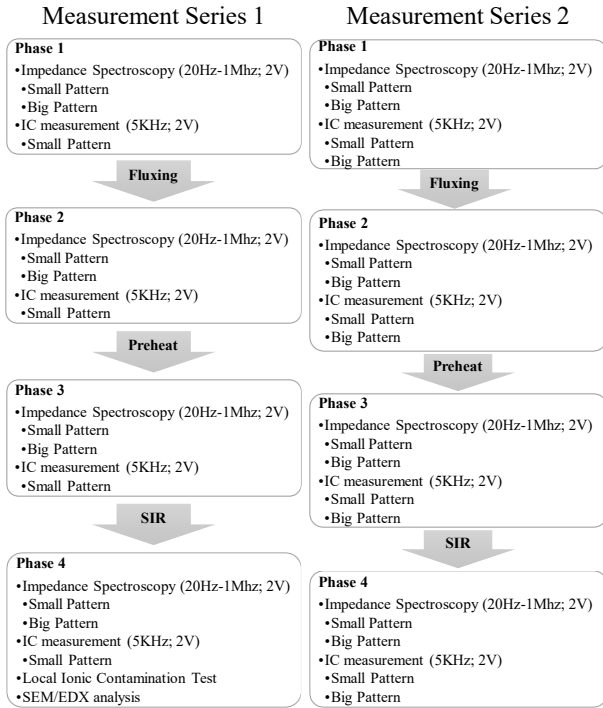 Measurement Series 1
Phase 1
•Impedance Spectroscopy (20Hz-1Mhz; 2V)
•Small Pattern
•Big Pattern
•IC measurement (5KHz; 2V)
•Small Pattern
Fluxing
Phase 2
•Impedance Spectroscopy (20Hz-1Mhz; 2V)
•Small Pattern
•Big Pattern
•IC measurement (5KHz; 2V)
•Small Pattern
Preheat
Phase 3
•Impedance Spectroscopy (20Hz-1Mhz; 2V)
•Small Pattern
•Big Pattern
•IC measurement (5KHz; 2V)
•Small Pattern
SIR
Phase 4
•Impedance Spectroscopy (20Hz-1Mhz; 2V)
•Small Pattern
•Big Pattern
•IC measurement (5KHz; 2V)
•Small Pattern
•Local Ionic Contamination Test
•SEM/EDX analysis
Measurement Series 2
Phase 1
•Impedance Spectroscopy (20Hz-1Mhz; 2V)
•Small Pattern
•Big Pattern
•IC measurement (5KHz; 2V)
•Small Pattern
•Big Pattern
Fluxing
Phase 2
•Impedance Spectroscopy (20Hz-1Mhz; 2V)
•Small Pattern
•Big Pattern
•IC measurement (5KHz; 2V)
•Small Pattern
•Big Pattern
Preheat
Phase 3
•Impedance Spectroscopy (20Hz-1Mhz; 2V)
•Small Pattern
•Big Pattern
•IC measurement (5KHz; 2V)
•Small Pattern
•Big Pattern
SIR
Phase 4
•Impedance Spectroscopy (20Hz-1Mhz; 2V)
•Small Pattern
•Big Pattern
•IC measurement (5KHz; 2V)
•Small Pattern
•Big Pattern